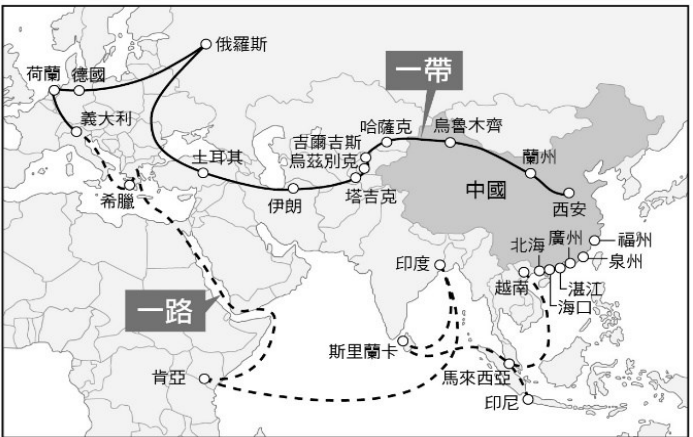 俄羅斯
荷蘭
德國
一帶
義大利
哈薩克
烏魯木齊
吉爾吉斯
烏茲別克
土耳其
蘭州
希臘
伊朗
塔吉克
中國
西安
廣州
福州
北海
泉州
印度
越南
湛江
海口
一路
斯里蘭卡
馬來西亞
肯亞
印尼